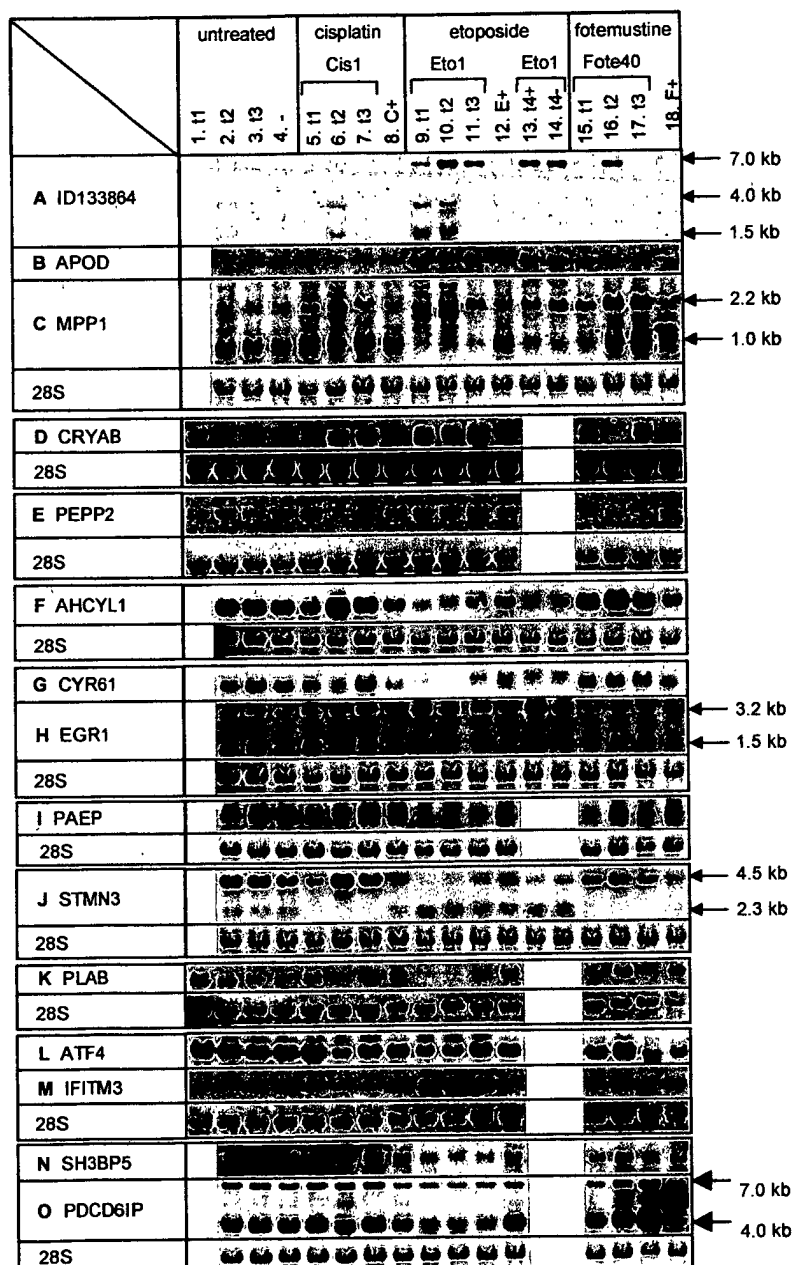 untreated cisplatin etoposide fotemustine
Cis1 Eto1 Eto1 Fote40
1. t1 2. t2 3. t3 4. - 5. t1 6. t2 7. t3 8. C+ 9. t1 10. t2 11. t3 12. E+ 13. t4+ 14. t4- 15. t1 16. t2 17. t3 18. F+
7.0 kb
A ID133864 4.0 kb
1.5 kb
B APOD
2.2 kb
C MPP1
1.0 kb
28S
D CRYAB
28S
E PEPP2
28S
F AHCYL1
28S
G CYR61
3.2 kb
H EGR1
1.5 kb
28S
I PAEP
28S
4.5 kb
J STMN3
2.3 kb
28S
K PLAB
28S
L ATF4
M IFITM3
28S
N SH3BP5
7.0 kb
O PDCD6IP
4.0 kb
28S